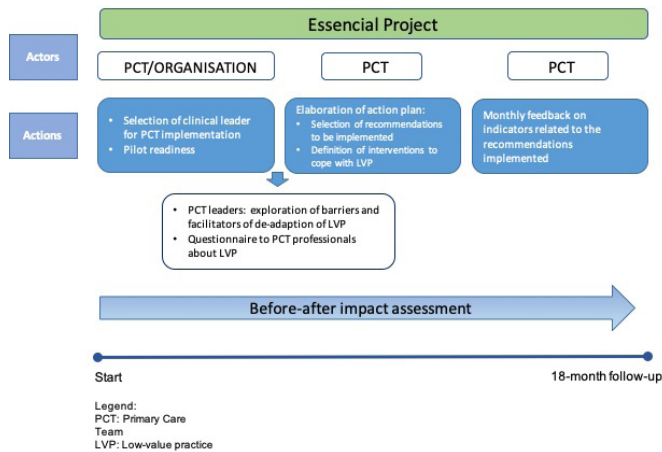 Essencial Project
Actors
PCT/ORGANISATION
PCT
PCT
Actions
• Selection of clinical leader
for PCT implementation
• Pilot readiness
Elaboration of action plan:
• Selection of recommendations
to be implemented
• Definition of interventions to
cope with LVP
Monthly feedback on
indicators related to the
recommendations
implemented
• PCT leaders: exploration of barriers and
facilitators of de-adaption of LVP
• Questionnaire to PCT professionals
about LVP
Before-after impact assessment
Start
18-month follow-up
Legend:
PCT: Primary Care
Team
LVP: Low-value practice